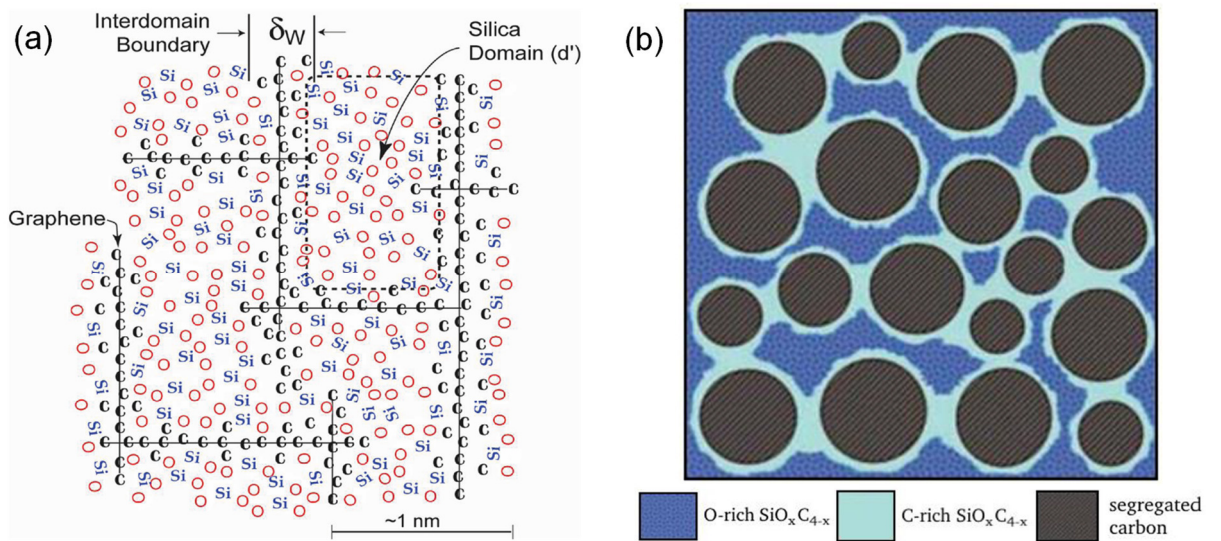 (a)
Interdomain
Boundary
δW
Silica
Domain (d')
Graphene
~1 nm
(b)
O-rich SiOxC4-x
C-rich SiOxC4-x
segregated
carbon